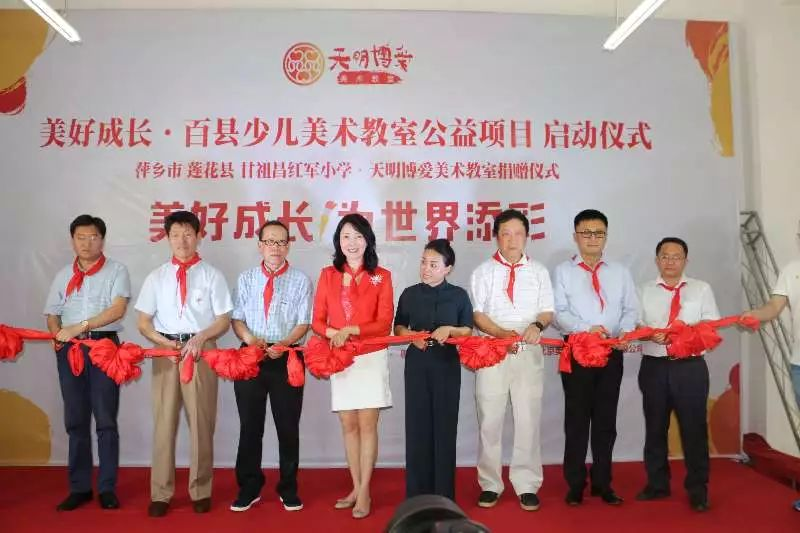 天明博爱
美术教室
美好成长·百县少儿美术教室公益项目 启动仪式
萍乡市 莲花县 甘祖昌红军小学·天明博爱美术教室捐赠仪式
美好成长 为世界添彩